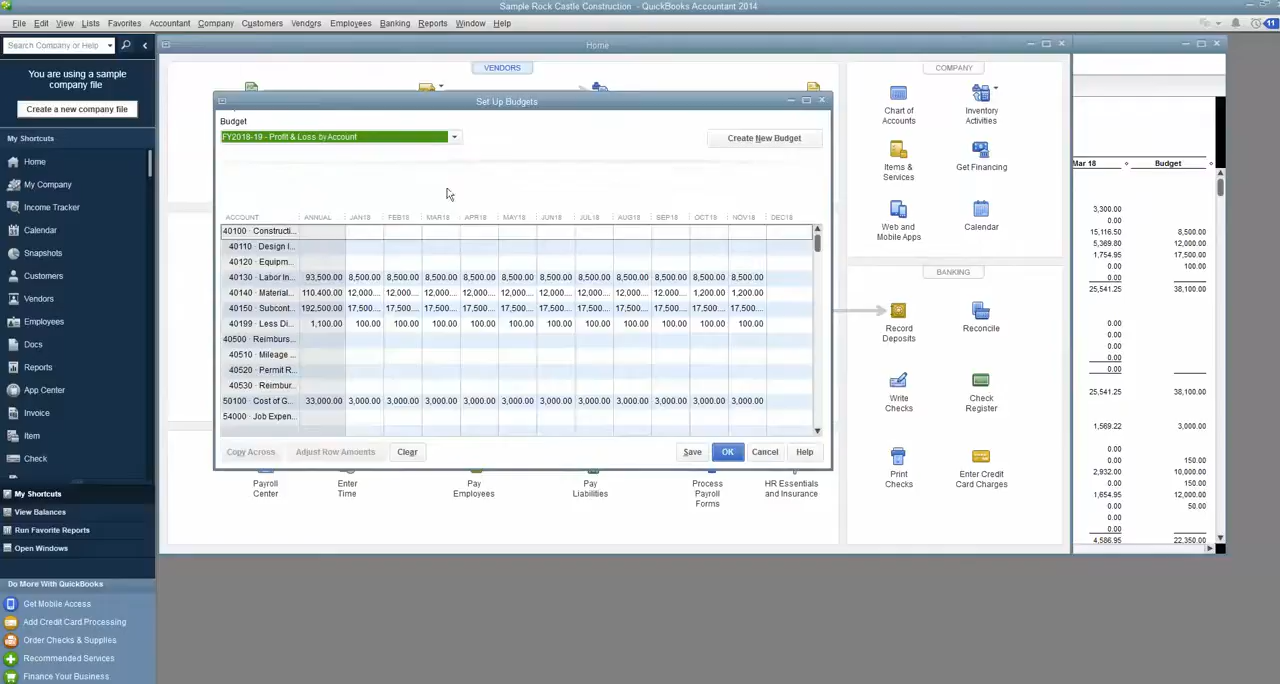 Sample Rock Castle Construction - QuickBooks Accountant 2014
File Edit View Lists Favorites Accountant Company Customers Vendors Employees Banking Reports Window Help
11
Search Company or Help
Home
You are using a sample
company file
Create a new company file
My Shortcuts
Home
My Company
Income Tracker
Calendar
Snapshots
Customers
Vendors
Employees
Docs
Reports
App Center
Invoice
Item
Check
My Shortcuts
View Balances
Run Favorite Reports
Open Windows
Do More With QuickBooks
Get Mobile Access
Add Credit Card Processing
Order Checks & Supplies
Recommended Services
Finance Your Business
VENDORS
Set Up Budgets
Budget
FY2018-19 - Profit & Loss by Account
Create New Budget
ACCOUNT ANNUAL JAN18 FEB18 MAR18 APR18 MAY18 JUN18 JUL18 AUG18 SEP18 OCT18 NOV18 DEC18
40100 · Constructi...
40110 · Design I...
40120 · Equipm...
40130 · Labor In... 93,500.00 8,500.00 8,500.00 8,500.00 8,500.00 8,500.00 8,500.00 8,500.00 8,500.00 8,500.00 8,500.00 8,500.00
40140 · Material... 110,400.00 12,000.... 12,000.... 12,000.... 12,000.... 12,000.... 12,000.... 12,000.... 12,000.... 12,000.... 1,200.00 1,200.00
40150 · Subcont... 192,500.00 17,500.... 17,500.... 17,500.... 17,500.... 17,500.... 17,500.... 17,500.... 17,500.... 17,500.... 17,500.... 17,500....
40199 · Less Di... 1,100.00 100.00 100.00 100.00 100.00 100.00 100.00 100.00 100.00 100.00 100.00 100.00
40500 · Reimburs...
40510 · Mileage ...
40520 · Permit R...
40530 · Reimbur...
50100 · Cost of G... 33,000.00 3,000.00 3,000.00 3,000.00 3,000.00 3,000.00 3,000.00 3,000.00 3,000.00 3,000.00 3,000.00 3,000.00
54000 · Job Expen...
Copy Across Adjust Row Amounts Clear Save OK Cancel Help
Payroll
Center
Enter
Time
Pay
Employees
Pay
Liabilities
Process
Payroll
Forms
HR Essentials
and Insurance
COMPANY
Chart of
Accounts
Inventory
Activities
Items &
Services
Get Financing
Web and
Mobile Apps
Calendar
BANKING
Record
Deposits
Reconcile
Write
Checks
Check
Register
Print
Checks
Enter Credit
Card Charges
Mar 18 Budget
3,300.00
0.00
15,116.50 8,500.00
5,369.80 12,000.00
1,754.95 17,500.00
0.00 100.00
25,541.25 38,100.00
0.00
0.00
0.00
0.00
0.00
25,541.25 38,100.00
1,569.22 3,000.00
0.00
0.00 150.00
2,932.00 10,000.00
0.00 150.00
1,654.95 12,000.00
0.00 50.00
0.00
0.00
4,586.95 22,350.00